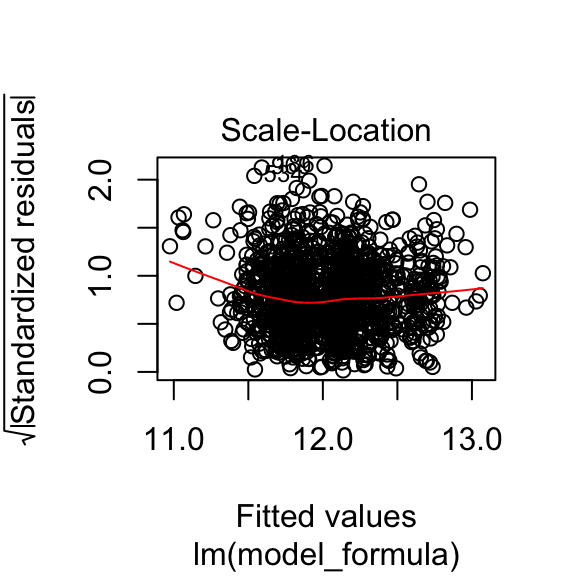 Scale-Location
√|Standardized residuals|
2.0
1.0
0.0
11.0 12.0 13.0
Fitted values
lm(model_formula)